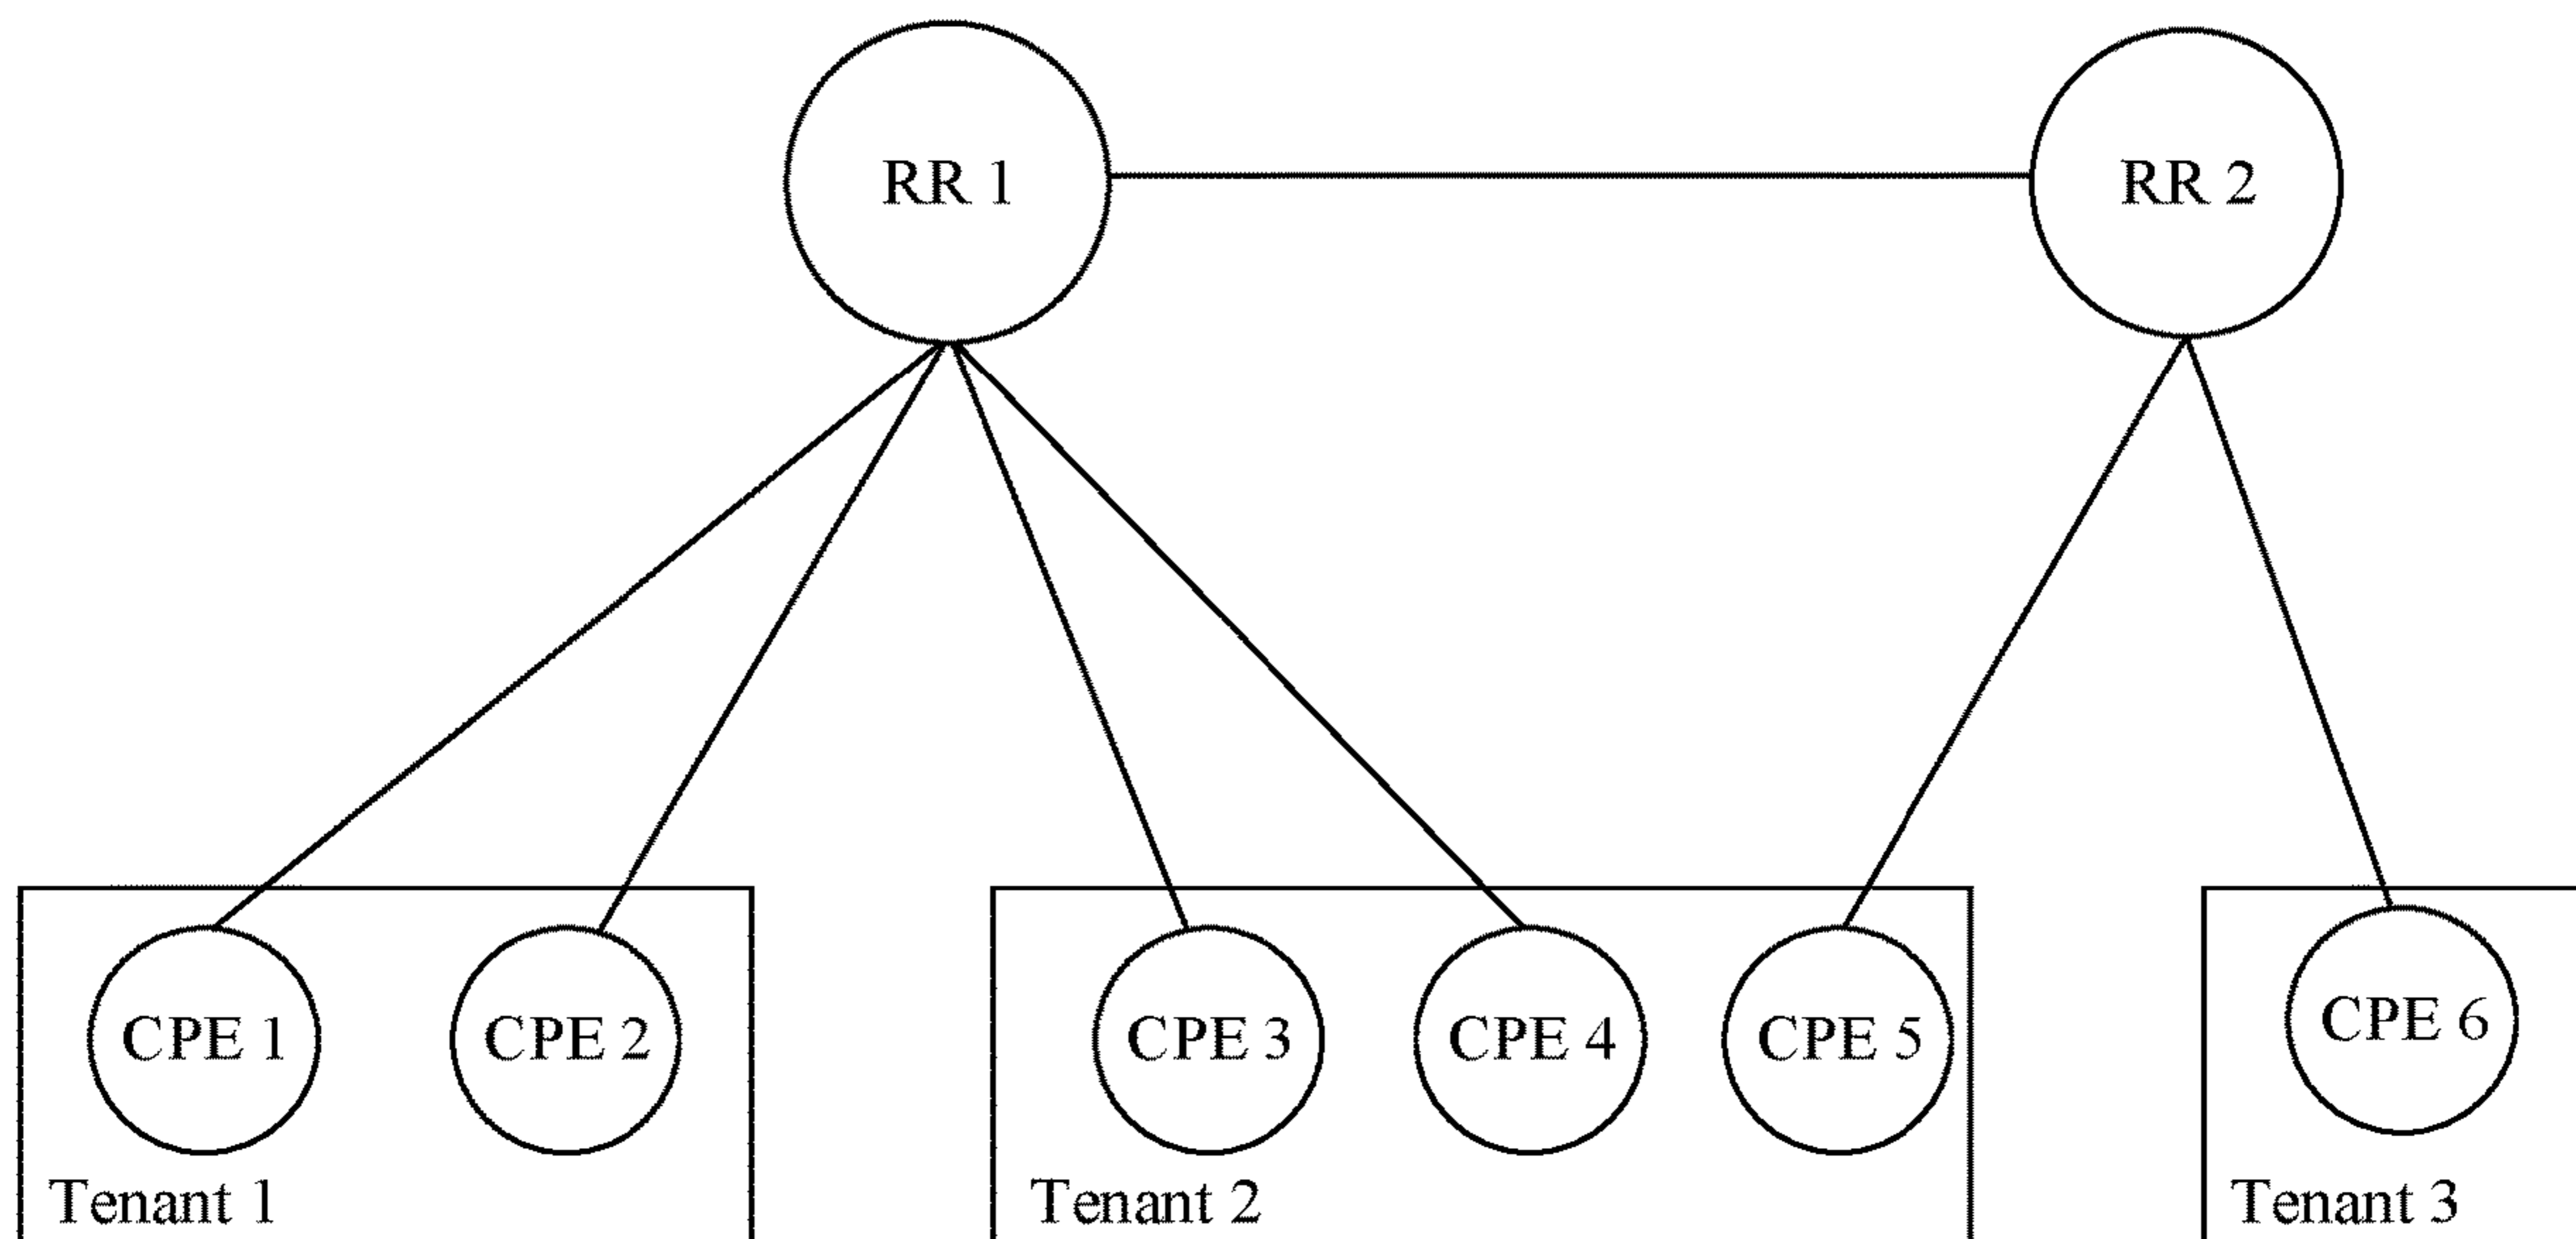 RR 1
RR 2
CPE 1
CPE 2
CPE 3
CPE 4
CPE 5
CPE 6
Tenant 1
Tenant 2
Tenant 3